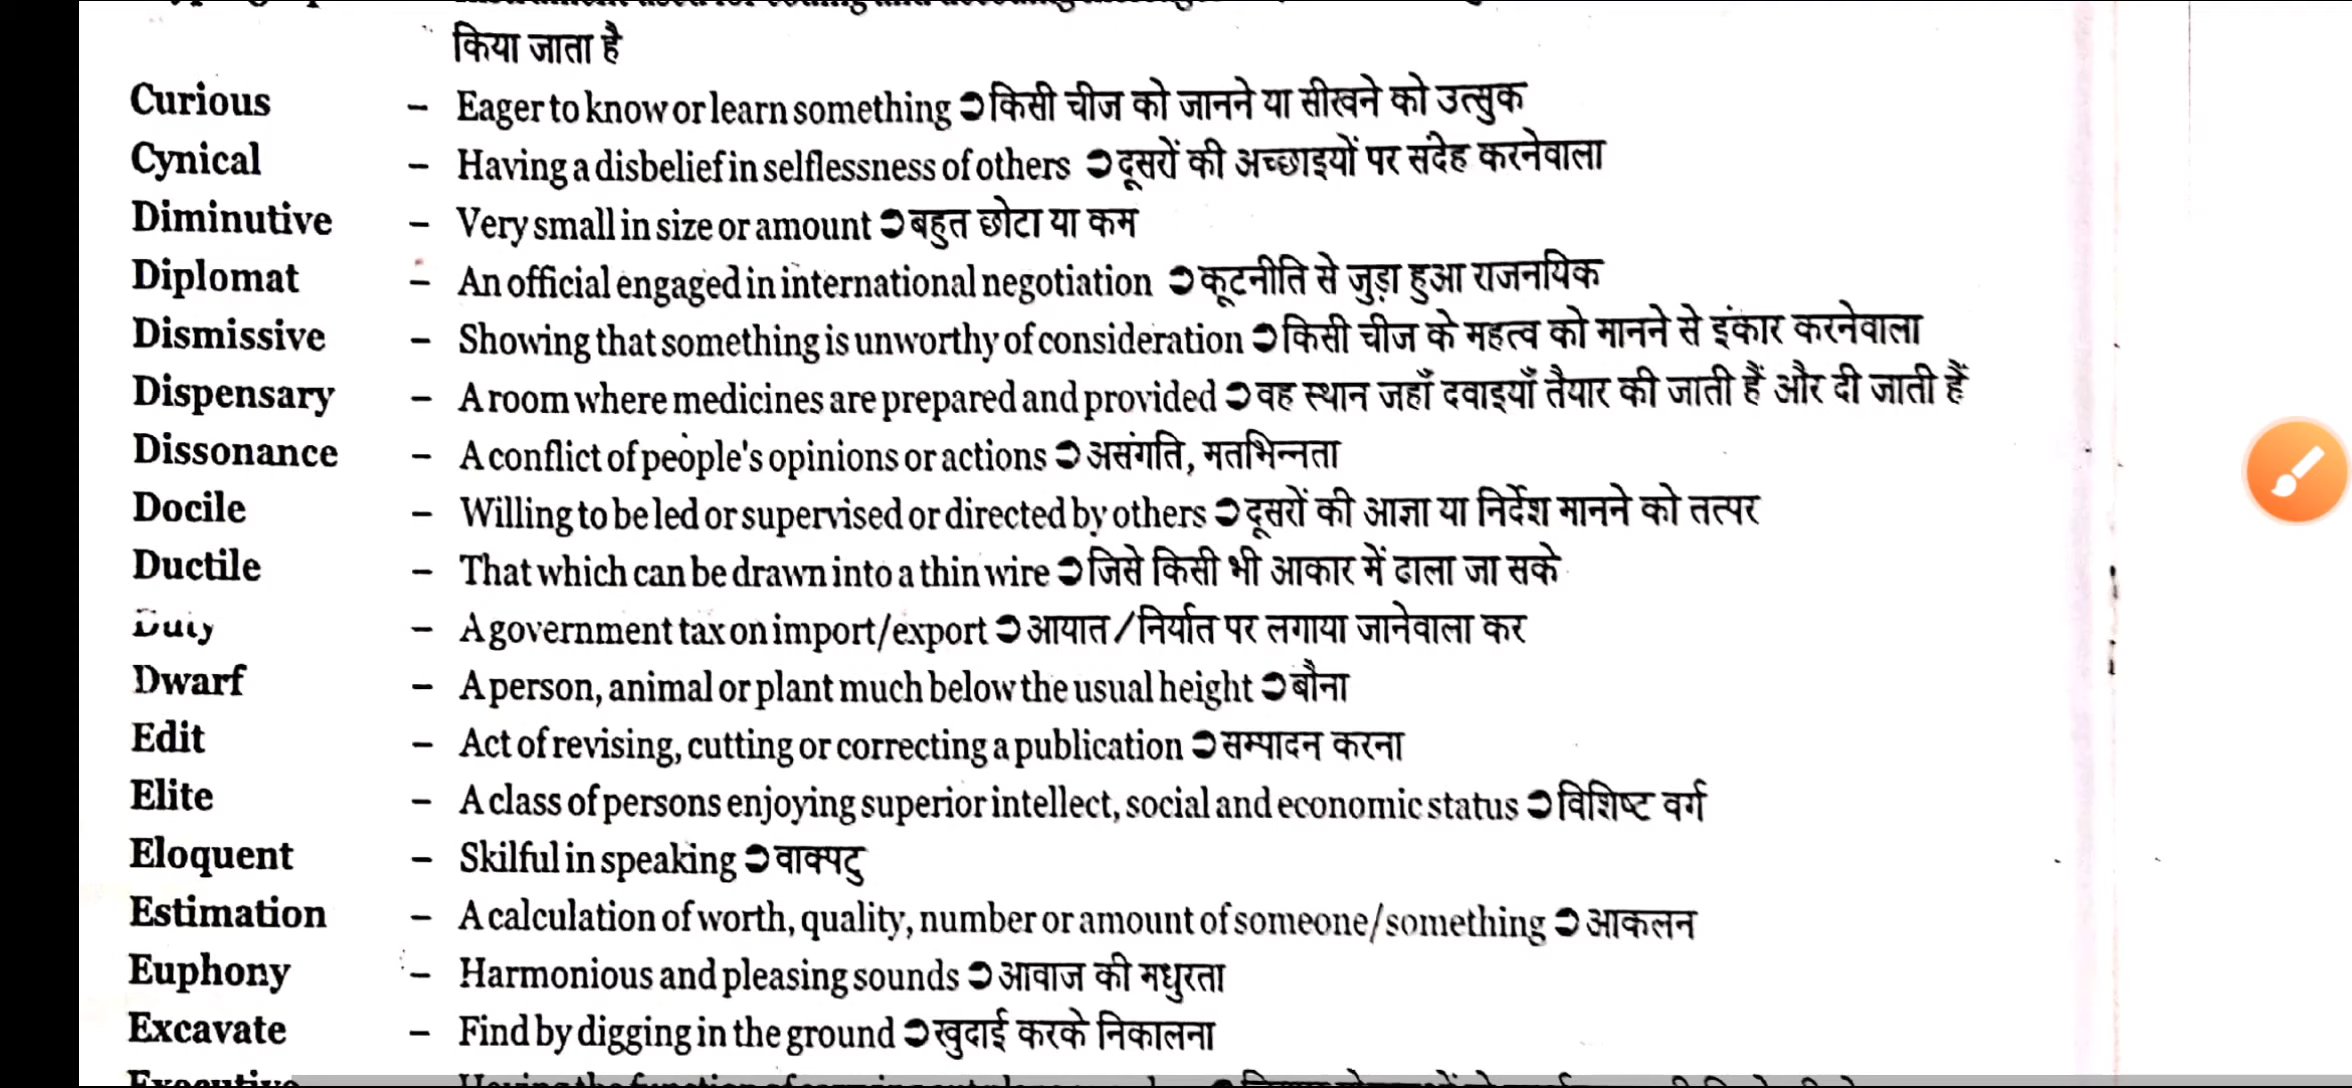 किया जाता है
Curious – Eager to know or learn something ➲ किसी चीज को जानने या सीखने को उत्सुक
Cynical – Having a disbelief in selflessness of others ➲ दूसरों की अच्छाइयों पर संदेह करनेवाला
Diminutive – Very small in size or amount ➲ बहुत छोटा या कम
Diplomat – An official engaged in international negotiation ➲ कूटनीति से जुड़ा हुआ राजनयिक
Dismissive – Showing that something is unworthy of consideration ➲ किसी चीज के महत्व को मानने से इंकार करनेवाला
Dispensary – A room where medicines are prepared and provided ➲ वह स्थान जहाँ दवाइयाँ तैयार की जाती हैं और दी जाती हैं
Dissonance – A conflict of people's opinions or actions ➲ असंगति, मतभिन्नता
Docile – Willing to be led or supervised or directed by others ➲ दूसरों की आज्ञा या निर्देश मानने को तत्पर
Ductile – That which can be drawn into a thin wire ➲ जिसे किसी भी आकार में ढाला जा सके
Duty – A government tax on import/export ➲ आयात/निर्यात पर लगाया जानेवाला कर
Dwarf – A person, animal or plant much below the usual height ➲ बौना
Edit – Act of revising, cutting or correcting a publication ➲ सम्पादन करना
Elite – A class of persons enjoying superior intellect, social and economic status ➲ विशिष्ट वर्ग
Eloquent – Skilful in speaking ➲ वाक्पटु
Estimation – A calculation of worth, quality, number or amount of someone/something ➲ आकलन
Euphony – Harmonious and pleasing sounds ➲ आवाज की मधुरता
Excavate – Find by digging in the ground ➲ खुदाई करके निकालना